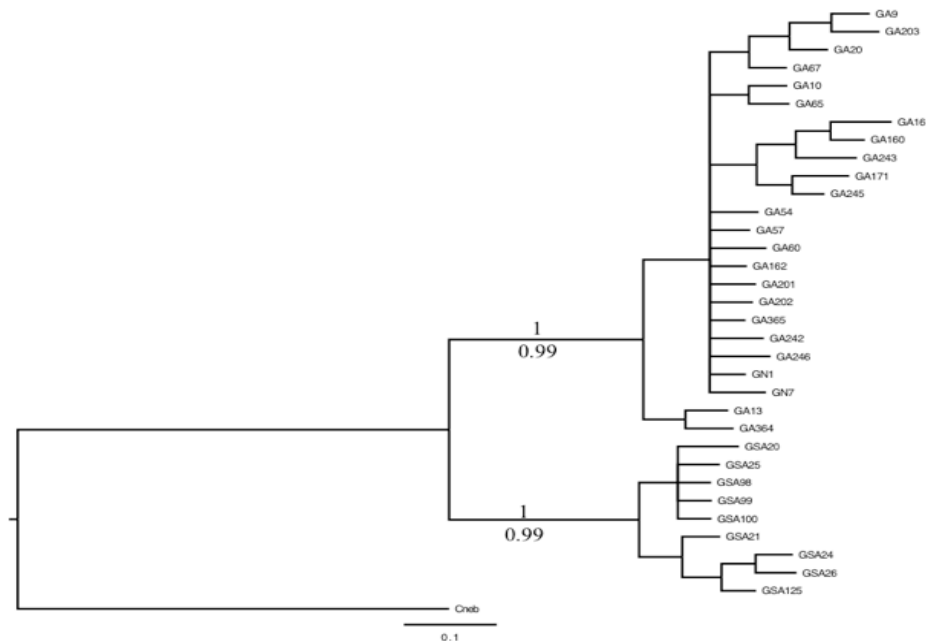 GA9
GA203
GA20
GA67
GA10
GA65
GA16
GA160
GA243
GA171
GA245
GA54
GA57
GA60
GA162
GA201
GA202
GA365
1
0.99
GA242
GA246
GN1
GN7
GA13
GA364
GSA20
GSA25
GSA98
GSA99
1
0.99
GSA100
GSA21
GSA24
GSA26
GSA125
Cneb
0.1